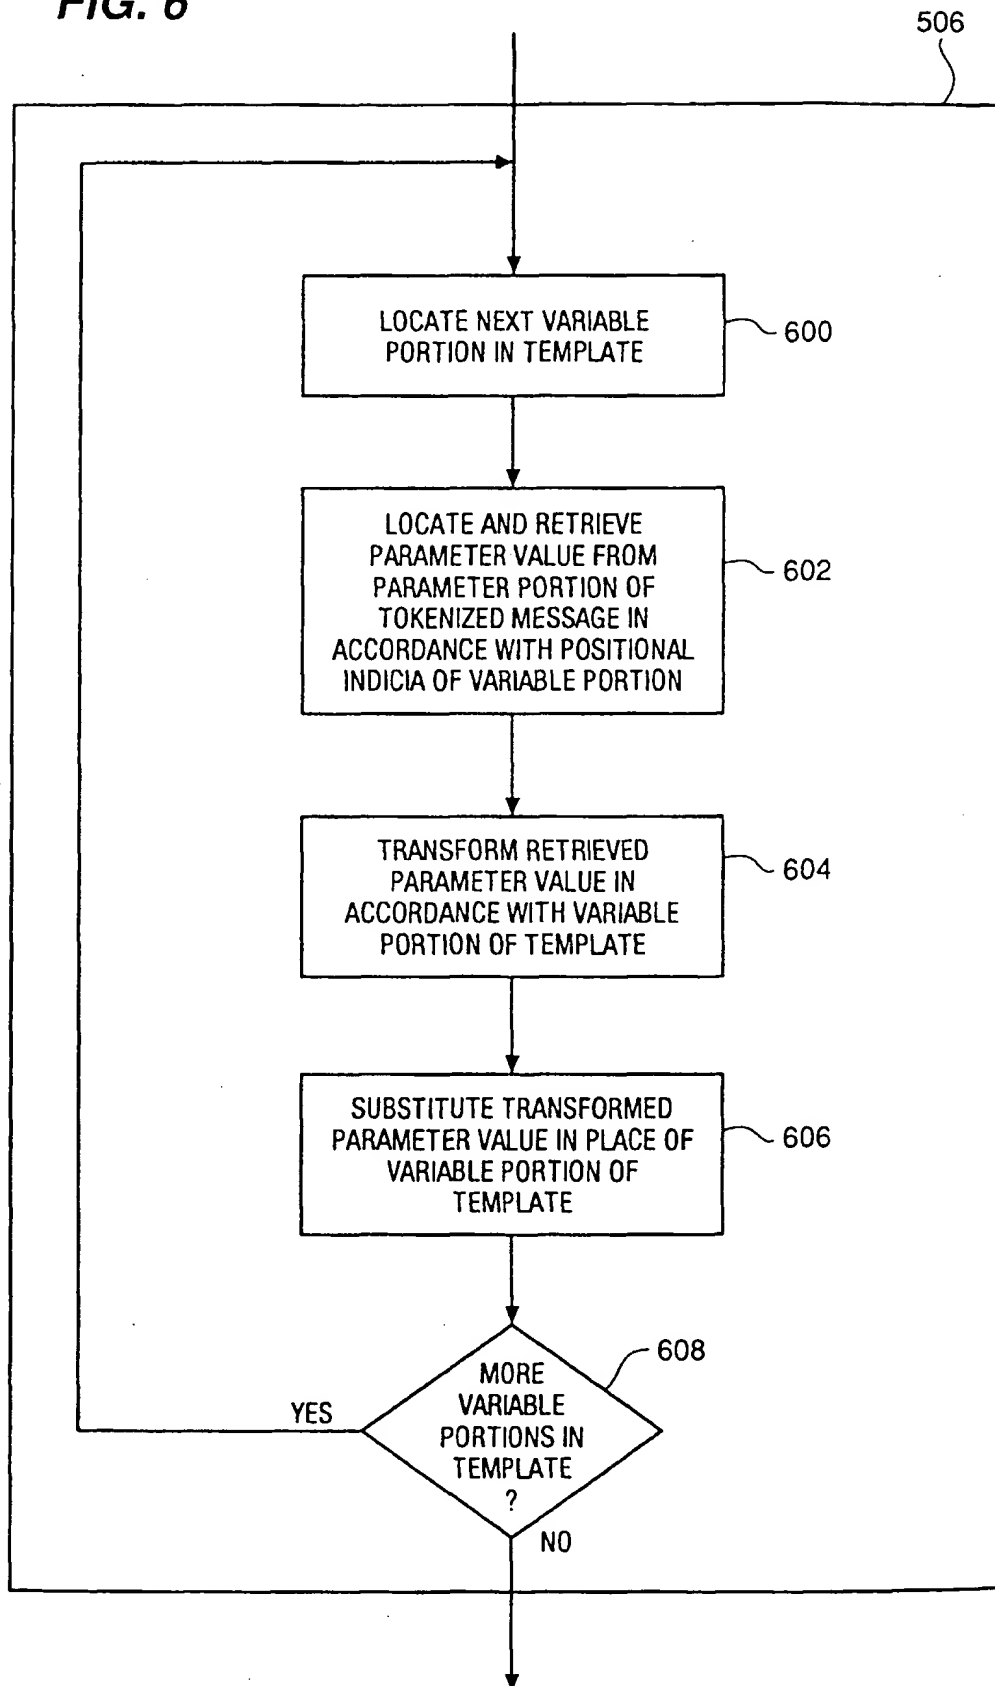 FIG. 6
506
LOCATE NEXT VARIABLE
PORTION IN TEMPLATE
600
LOCATE AND RETRIEVE
PARAMETER VALUE FROM
PARAMETER PORTION OF
TOKENIZED MESSAGE IN
ACCORDANCE WITH POSITIONAL
INDICIA OF VARIABLE PORTION
602
TRANSFORM RETRIEVED
PARAMETER VALUE IN
ACCORDANCE WITH VARIABLE
PORTION OF TEMPLATE
604
SUBSTITUTE TRANSFORMED
PARAMETER VALUE IN PLACE OF
VARIABLE PORTION OF
TEMPLATE
606
MORE
VARIABLE
PORTIONS IN
TEMPLATE
?
608
YES
NO